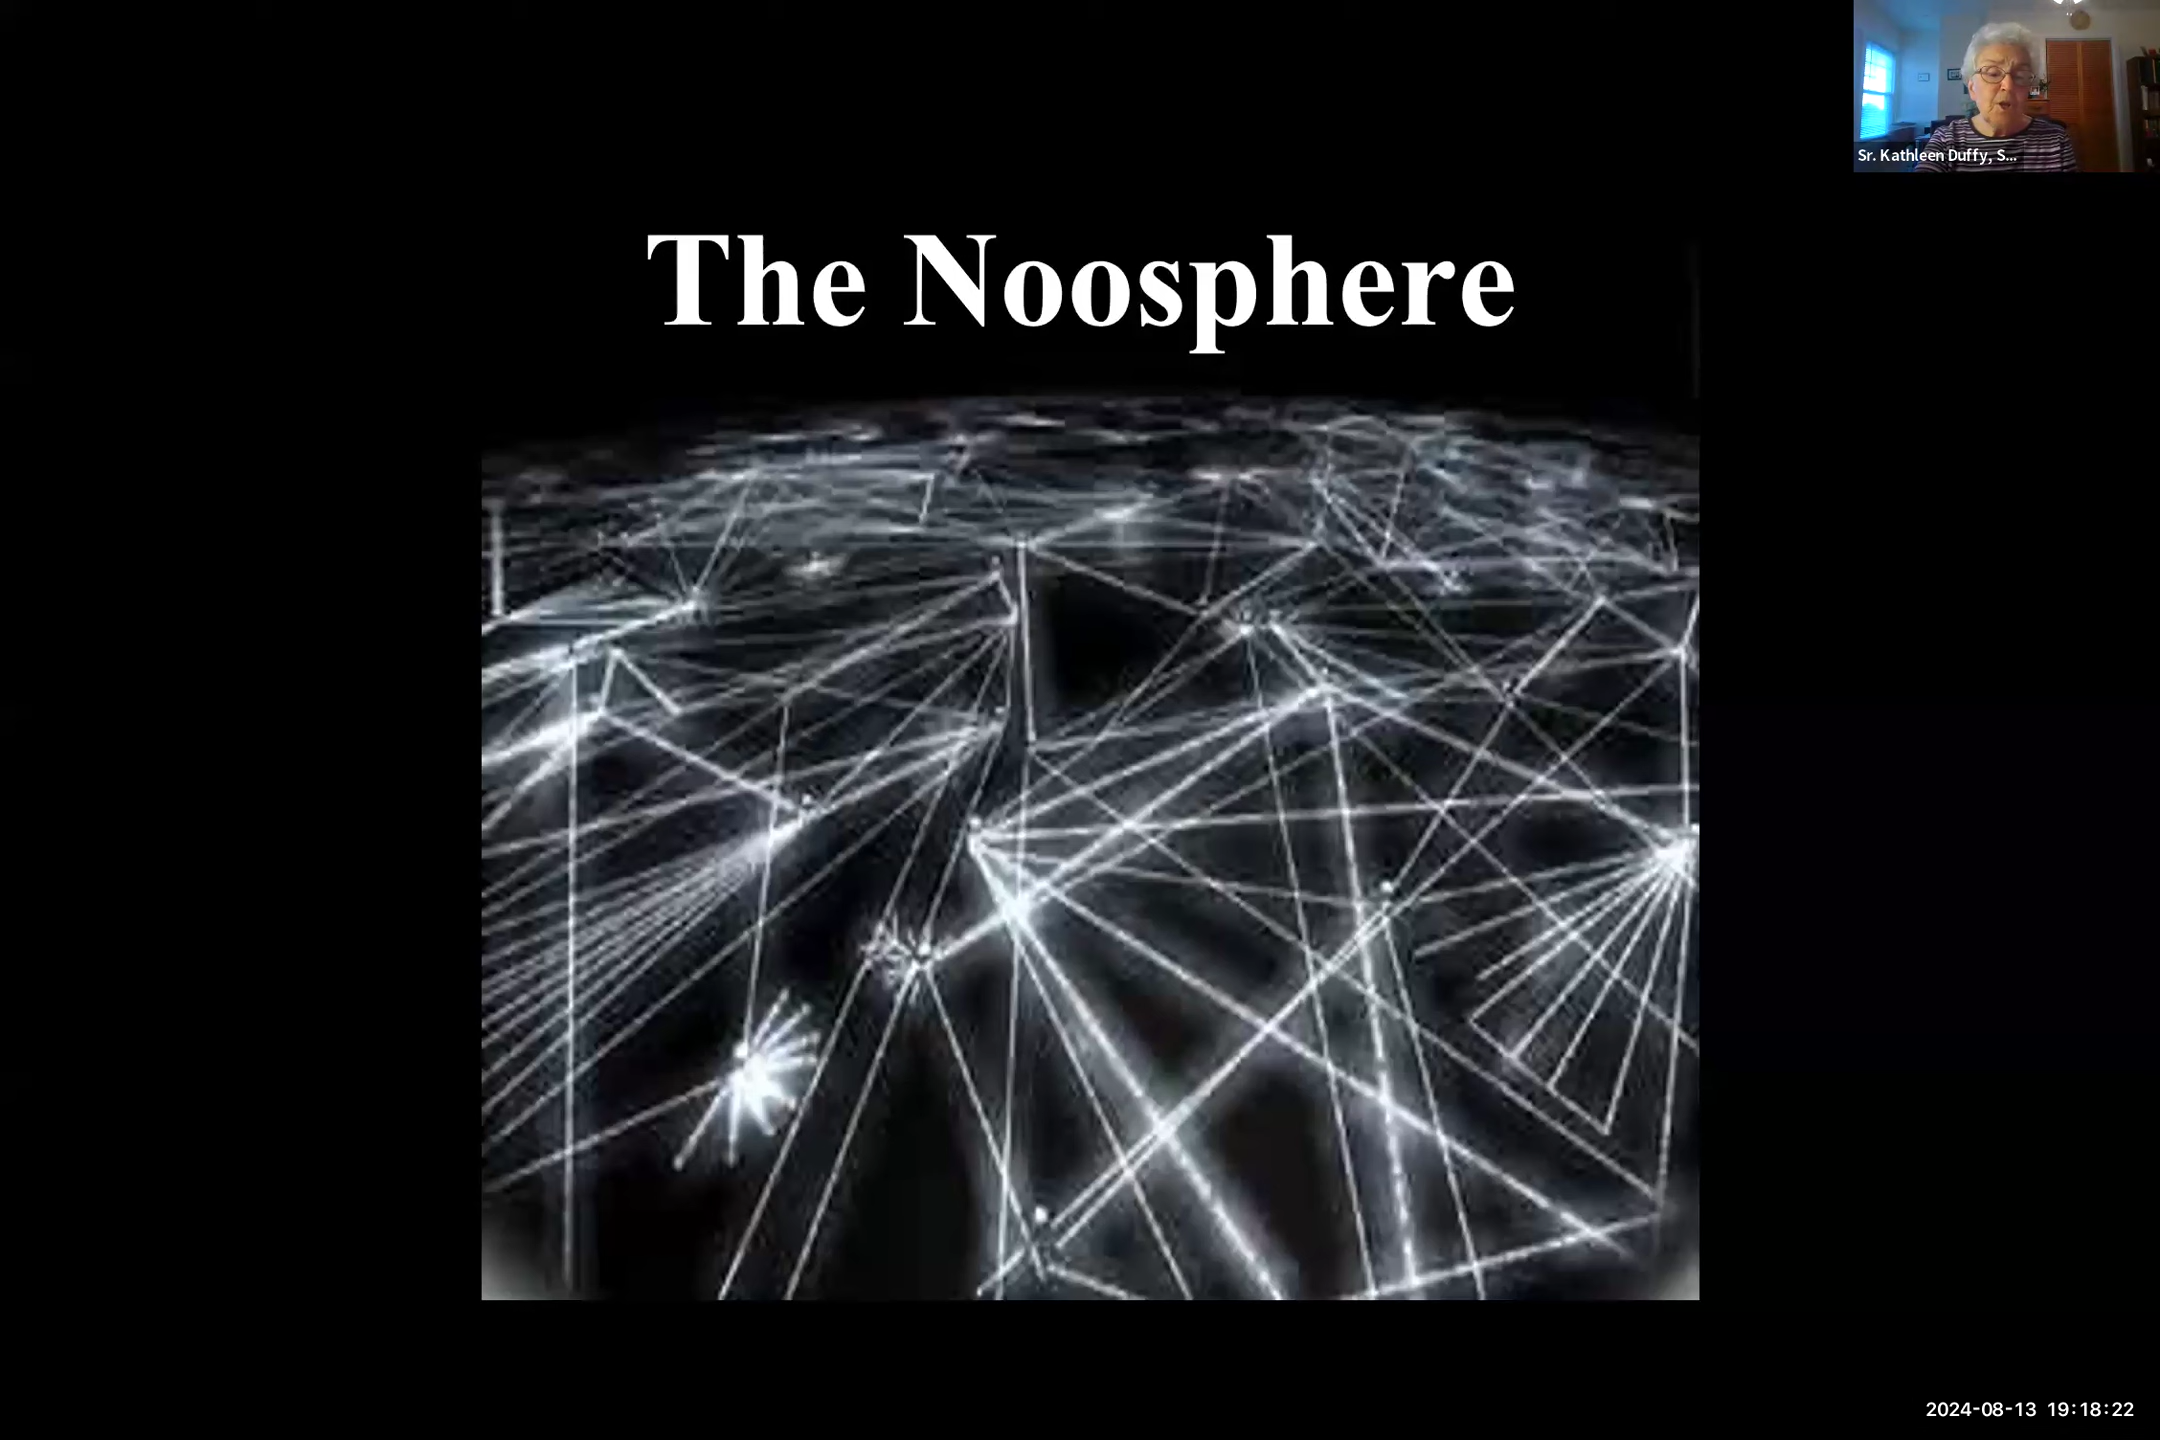 Sr. Kathleen Duffy, S...
The Noosphere
2024-08-13 19:18:22